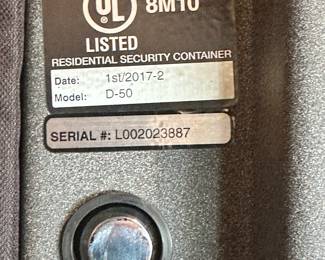 UL 8M10
LISTED
RESIDENTIAL SECURITY CONTAINER
Date: 1st/2017-2
Model: D-50
SERIAL #: L002023887